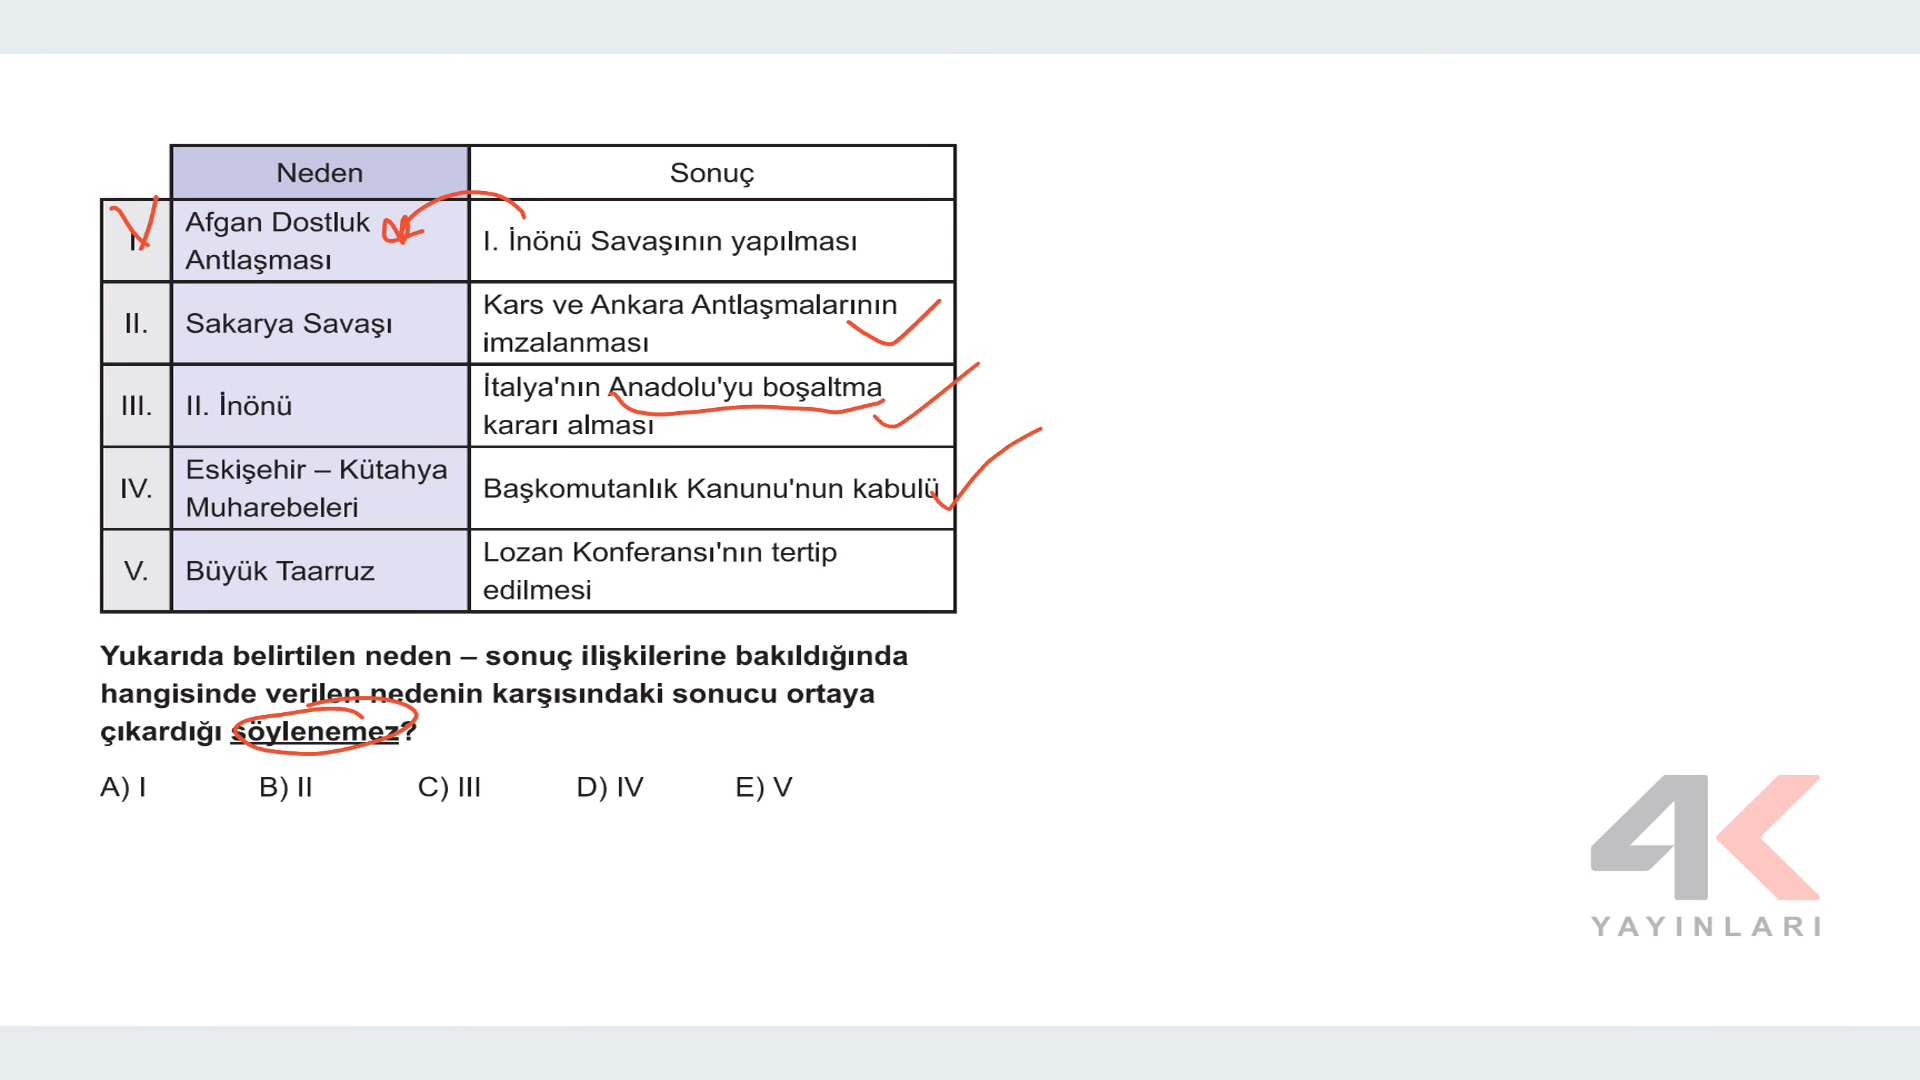 Neden
Sonuç
I.
Afgan Dostluk
Antlaşması
I. İnönü Savaşının yapılması
II.
Sakarya Savaşı
Kars ve Ankara Antlaşmalarının
imzalanması
III.
II. İnönü
İtalya'nın Anadolu'yu boşaltma
kararı alması
IV.
Eskişehir – Kütahya
Muharebeleri
Başkomutanlık Kanunu'nun kabulü
V.
Büyük Taarruz
Lozan Konferansı'nın tertip
edilmesi
Yukarıda belirtilen neden – sonuç ilişkilerine bakıldığında
hangisinde verilen nedenin karşısındaki sonucu ortaya
çıkardığı söylenemez?
A) I B) II C) III D) IV E) V
4K
YAYINLARI